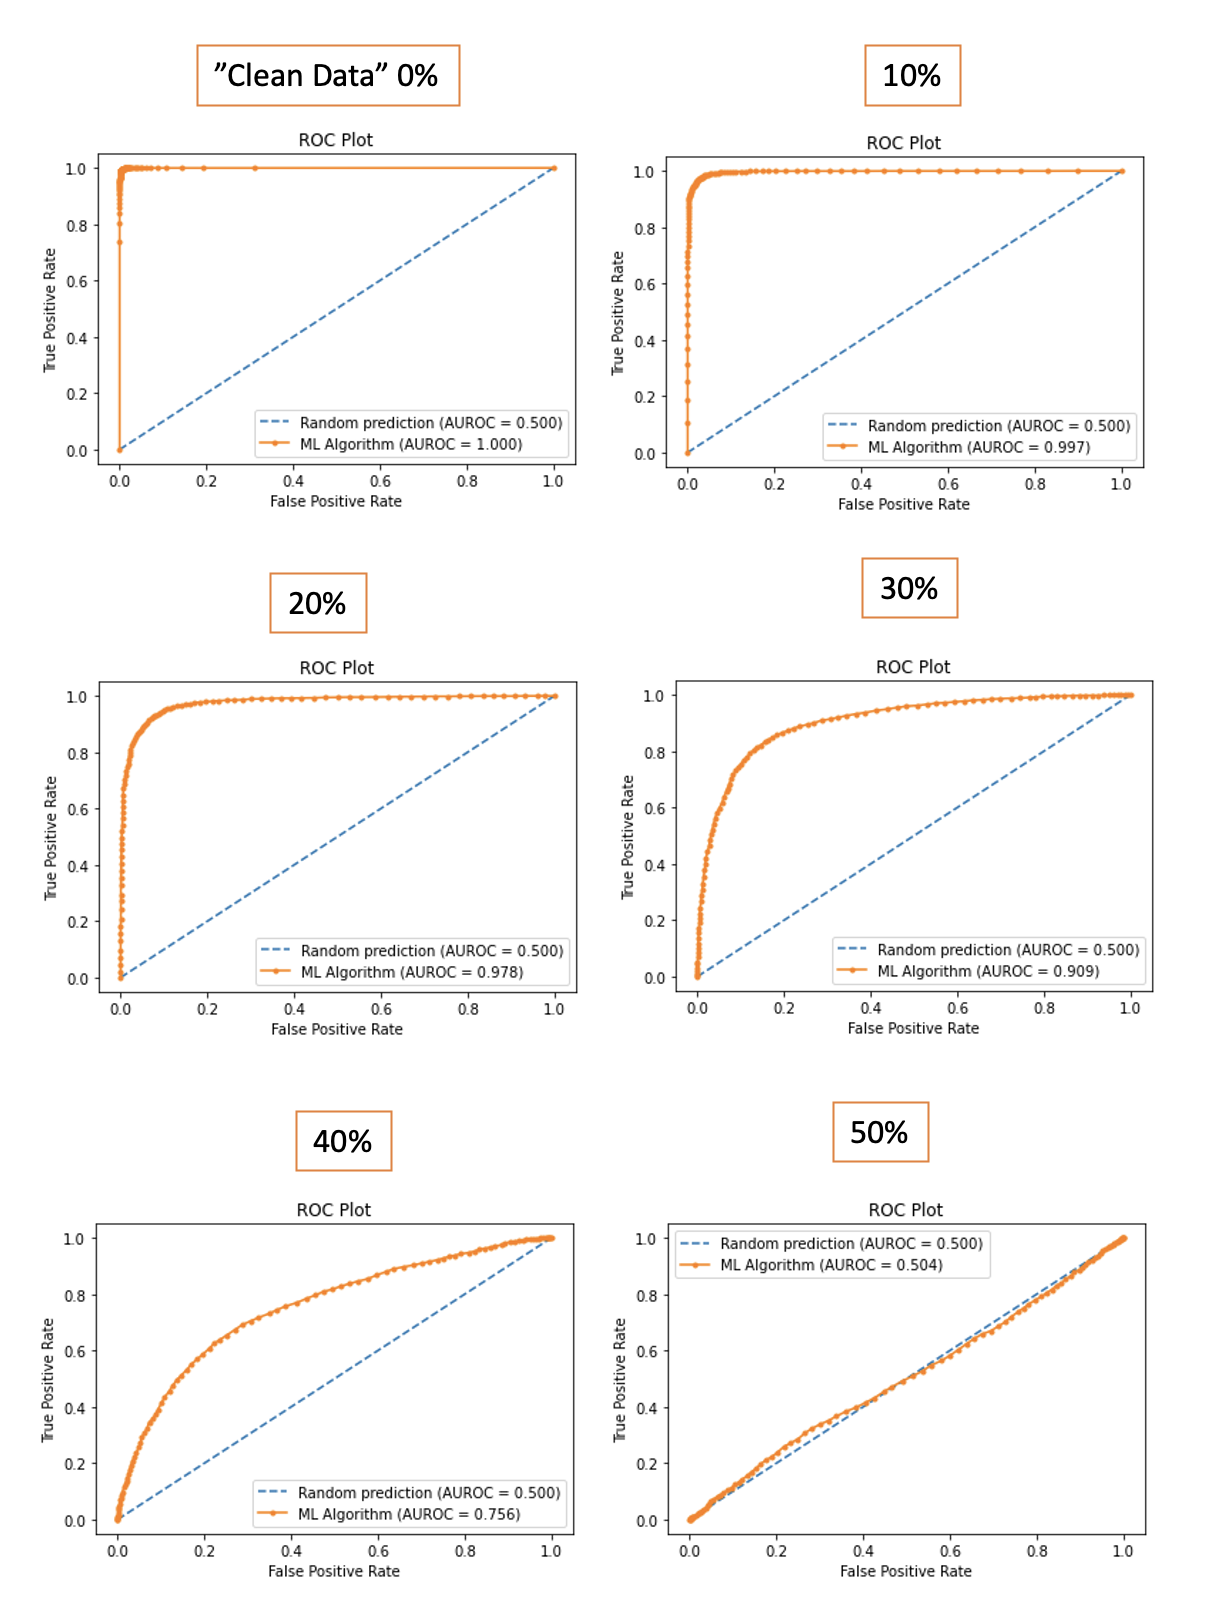 ”Clean Data” 0%
10%
ROC Plot
1.0
0.8
0.6
0.4
0.2
0.0
True Positive Rate
Random prediction (AUROC = 0.500)
ML Algorithm (AUROC = 1.000)
0.0 0.2 0.4 0.6 0.8 1.0
False Positive Rate
ROC Plot
1.0
0.8
0.6
0.4
0.2
0.0
True Positive Rate
Random prediction (AUROC = 0.500)
ML Algorithm (AUROC = 0.997)
0.0 0.2 0.4 0.6 0.8 1.0
False Positive Rate
20%
30%
ROC Plot
1.0
0.8
0.6
0.4
0.2
0.0
True Positive Rate
Random prediction (AUROC = 0.500)
ML Algorithm (AUROC = 0.978)
0.0 0.2 0.4 0.6 0.8 1.0
False Positive Rate
ROC Plot
1.0
0.8
0.6
0.4
0.2
0.0
True Positive Rate
Random prediction (AUROC = 0.500)
ML Algorithm (AUROC = 0.909)
0.0 0.2 0.4 0.6 0.8 1.0
False Positive Rate
40%
50%
ROC Plot
1.0
0.8
0.6
0.4
0.2
0.0
True Positive Rate
Random prediction (AUROC = 0.500)
ML Algorithm (AUROC = 0.756)
0.0 0.2 0.4 0.6 0.8 1.0
False Positive Rate
ROC Plot
Random prediction (AUROC = 0.500)
ML Algorithm (AUROC = 0.504)
1.0
0.8
0.6
0.4
0.2
0.0
True Positive Rate
0.0 0.2 0.4 0.6 0.8 1.0
False Positive Rate